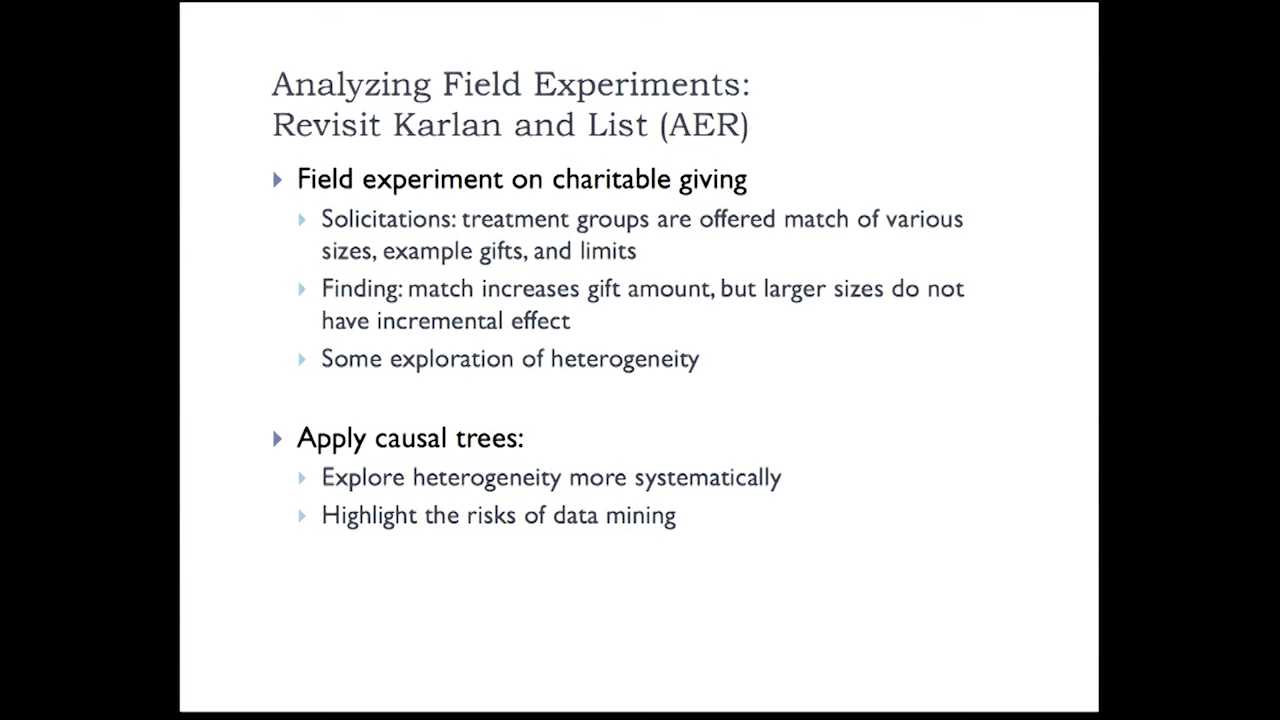 Analyzing Field Experiments:
Revisit Karlan and List (AER)
Field experiment on charitable giving
Solicitations: treatment groups are offered match of various
sizes, example gifts, and limits
Finding: match increases gift amount, but larger sizes do not
have incremental effect
Some exploration of heterogeneity
Apply causal trees:
Explore heterogeneity more systematically
Highlight the risks of data mining